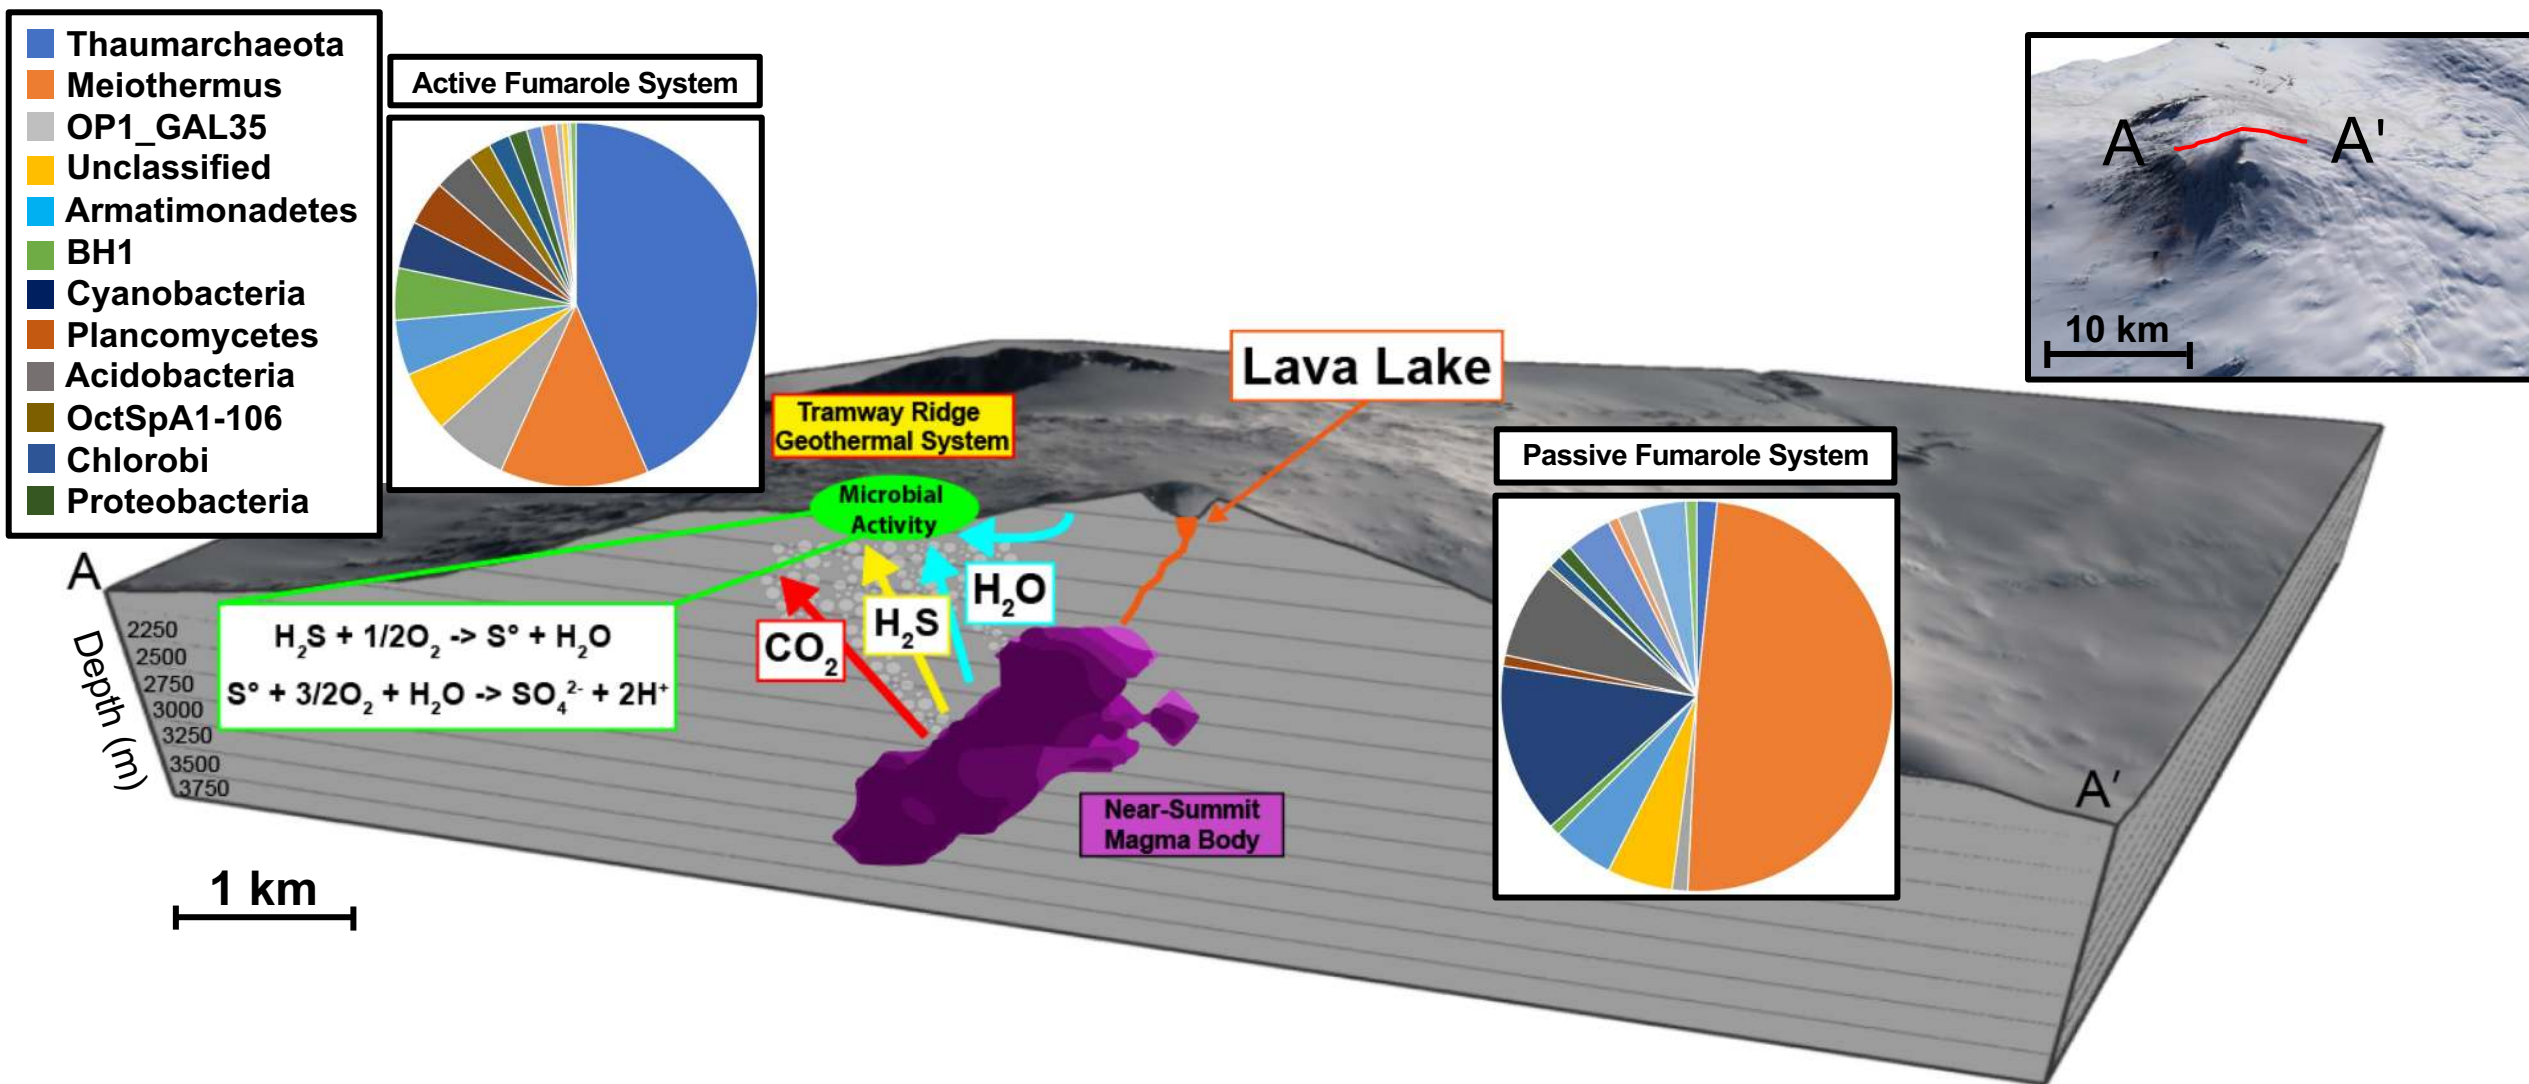 Thaumarchaeota
Meiothermus
OP1_GAL35
Unclassified
Armatimonadetes
BH1
Cyanobacteria
Plancomycetes
Acidobacteria
OctSpA1-106
Chlorobi
Proteobacteria
Active Fumarole System
A A'
10 km
Lava Lake
Tramway Ridge
Geothermal System
Passive Fumarole System
Microbial
Activity
A
H₂O
H₂S
CO₂
H₂S + 1/2O₂ -> S° + H₂O
S° + 3/2O₂ + H₂O -> SO₄²⁻ + 2H⁺
Depth (m)
2250
2500
2750
3000
3250
3500
3750
Near-Summit
Magma Body
A'
1 km